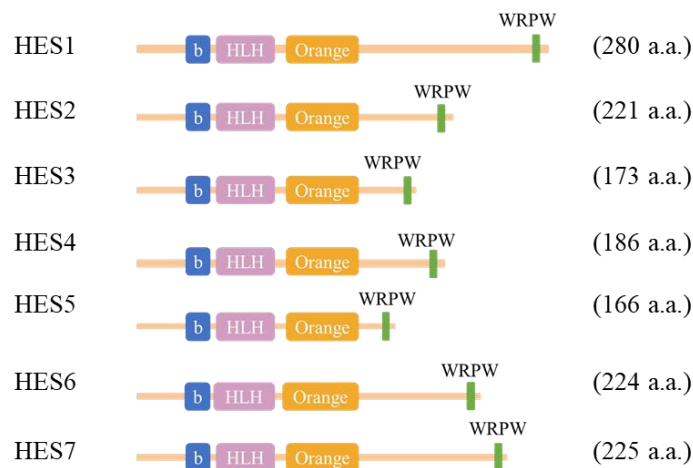 WRPW
HES1 b HLH Orange (280 a.a.)
WRPW
HES2 b HLH Orange (221 a.a.)
WRPW
HES3 b HLH Orange (173 a.a.)
WRPW
HES4 b HLH Orange (186 a.a.)
WRPW
HES5 b HLH Orange (166 a.a.)
WRPW
HES6 b HLH Orange (224 a.a.)
WRPW
HES7 b HLH Orange (225 a.a.)